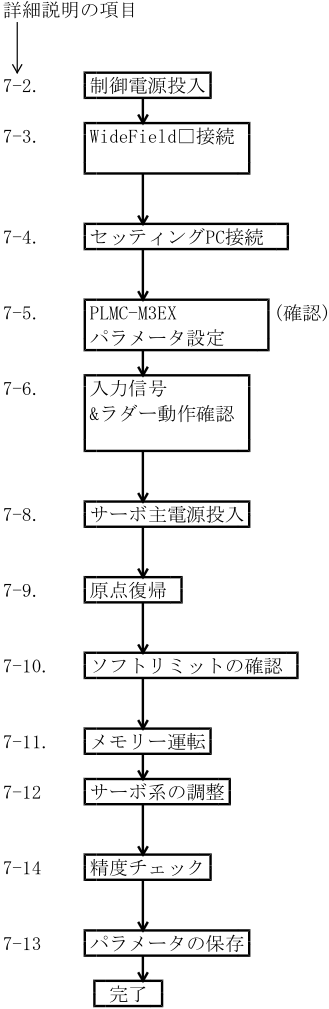 詳細説明の項目
7-2. 制御電源投入
7-3. WideField□接続
7-4. セッティングPC接続
7-5. PLMC-M3EX (確認)
パラメータ設定
7-6. 入力信号
&ラダー動作確認
7-8. サーボ主電源投入
7-9. 原点復帰
7-10. ソフトリミットの確認
7-11. メモリー運転
7-12 サーボ系の調整
7-14 精度チェック
7-13 パラメータの保存
完了